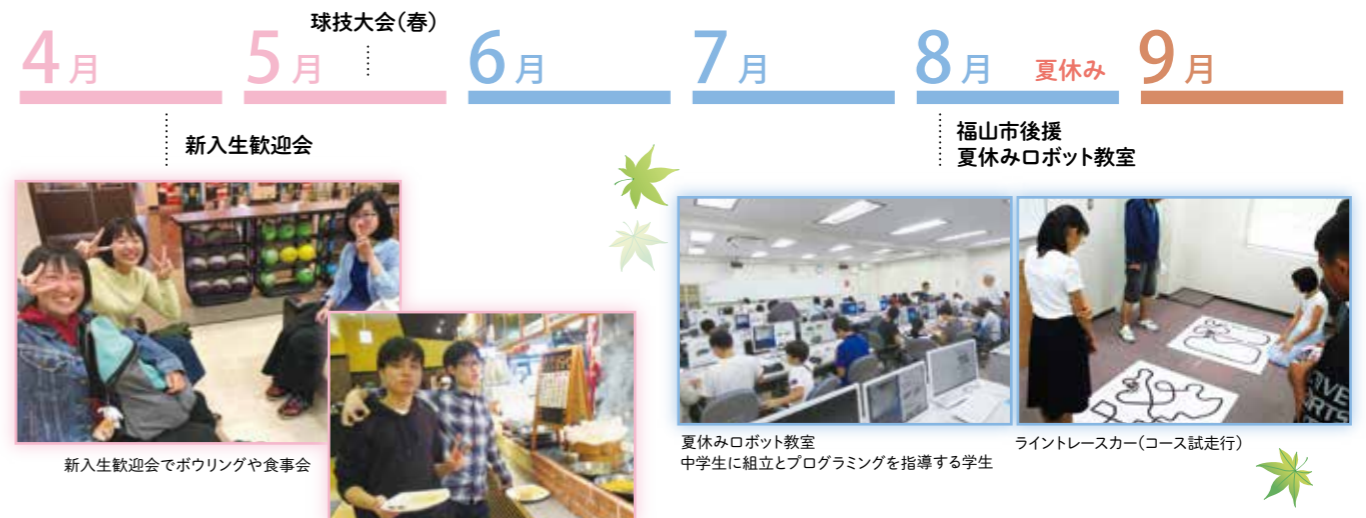 球技大会(春)
4月
5月
6月
7月
8月
夏休み
9月
新入生歓迎会
福山市後援
夏休みロボット教室
新入生歓迎会でボウリングや食事会
夏休みロボット教室
中学生に組立とプログラミングを指導する学生
ライントレースカー(コース試走行)